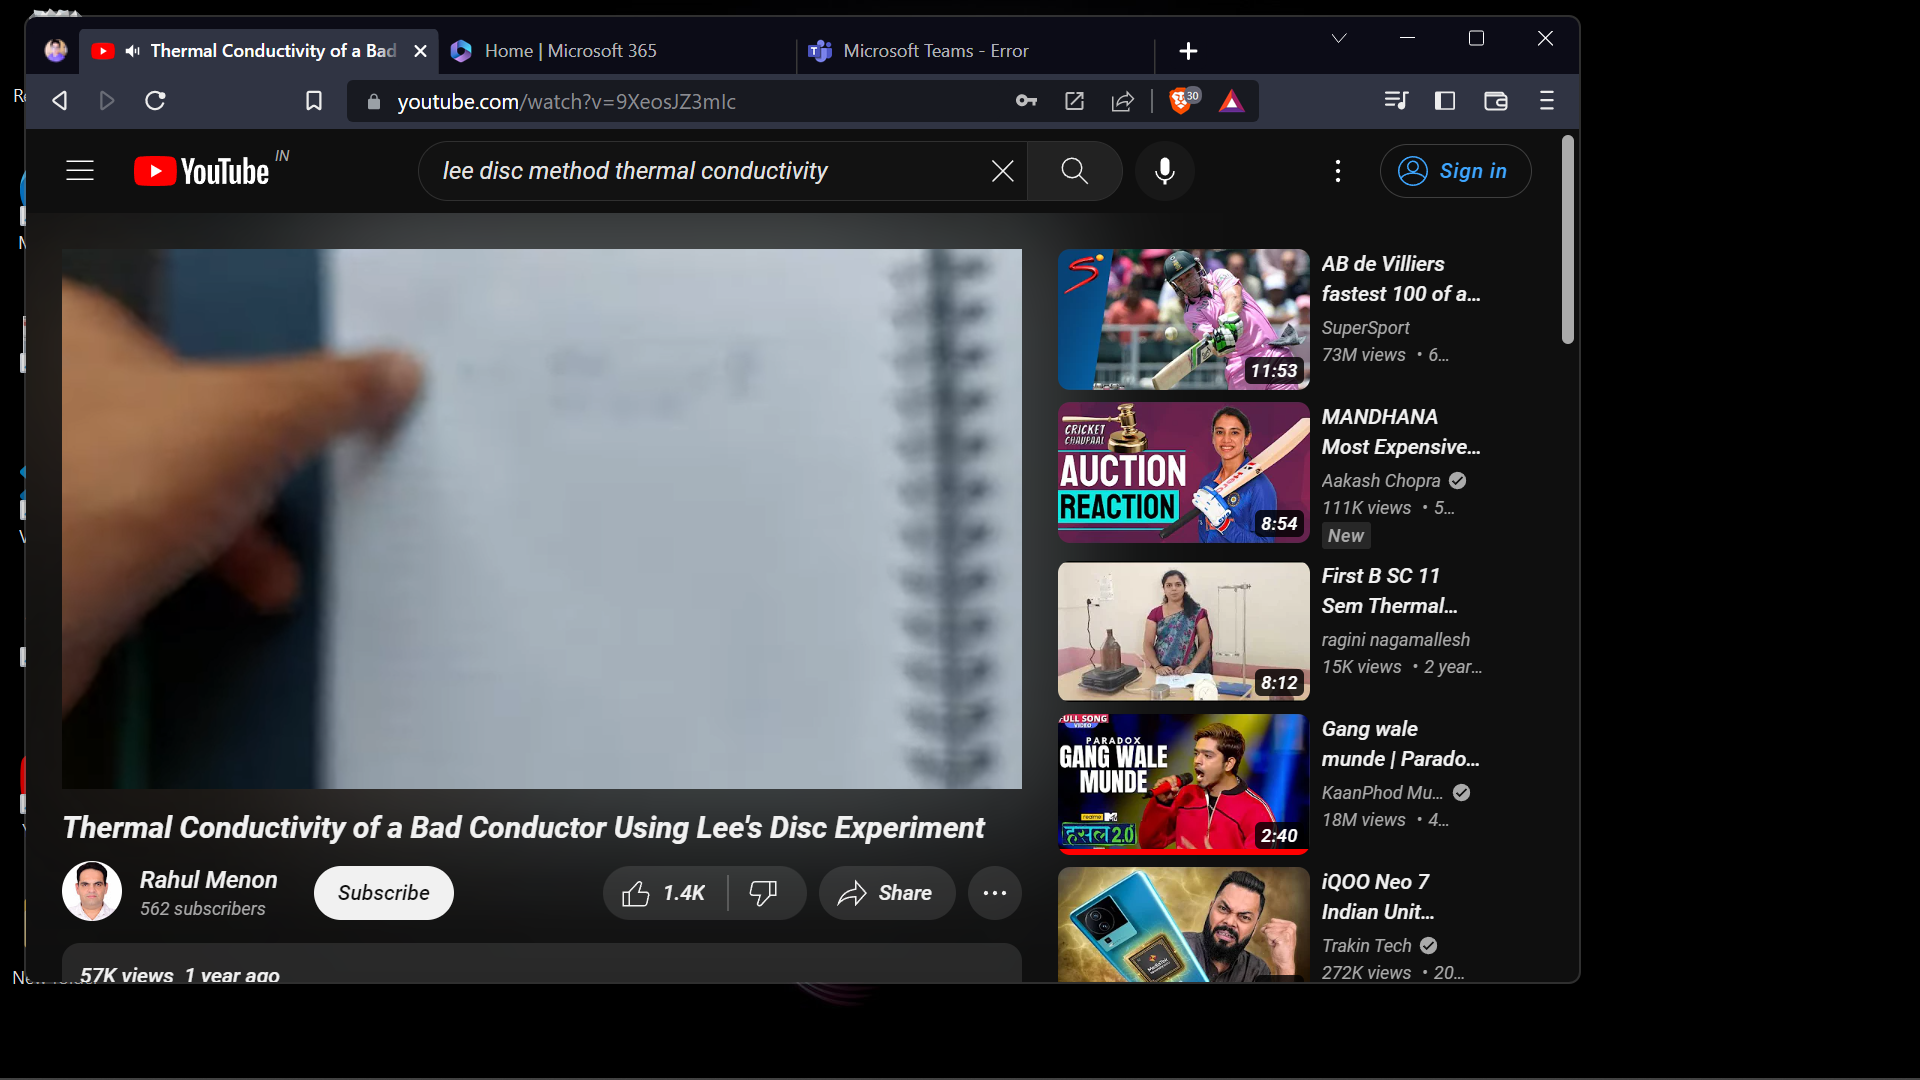 Thermal Conductivity of a Bad
Home | Microsoft 365
Microsoft Teams - Error
youtube.com/watch?v=9XeosJZ3mIc
30
YouTube IN
lee disc method thermal conductivity
Sign in
AB de Villiers
fastest 100 of a...
SuperSport
73M views • 6...
11:53
CRICKET
CHAUPAAL
AUCTION
REACTION
8:54
MANDHANA
Most Expensive...
Aakash Chopra
111K views • 5...
New
8:12
First B SC 11
Sem Thermal...
ragini nagamallesh
15K views • 2 year...
FULL SONG
VIDEO
PARADOX
GANG WALE
MUNDE
realme MTV
हसल 2.0
2:40
Gang wale
munde | Parado...
KaanPhod Mu...
18M views • 4...
iQOO Neo 7
Indian Unit...
Trakin Tech
272K views • 20...
Thermal Conductivity of a Bad Conductor Using Lee's Disc Experiment
Rahul Menon
562 subscribers
Subscribe
1.4K
Share
57K views 1 year ago